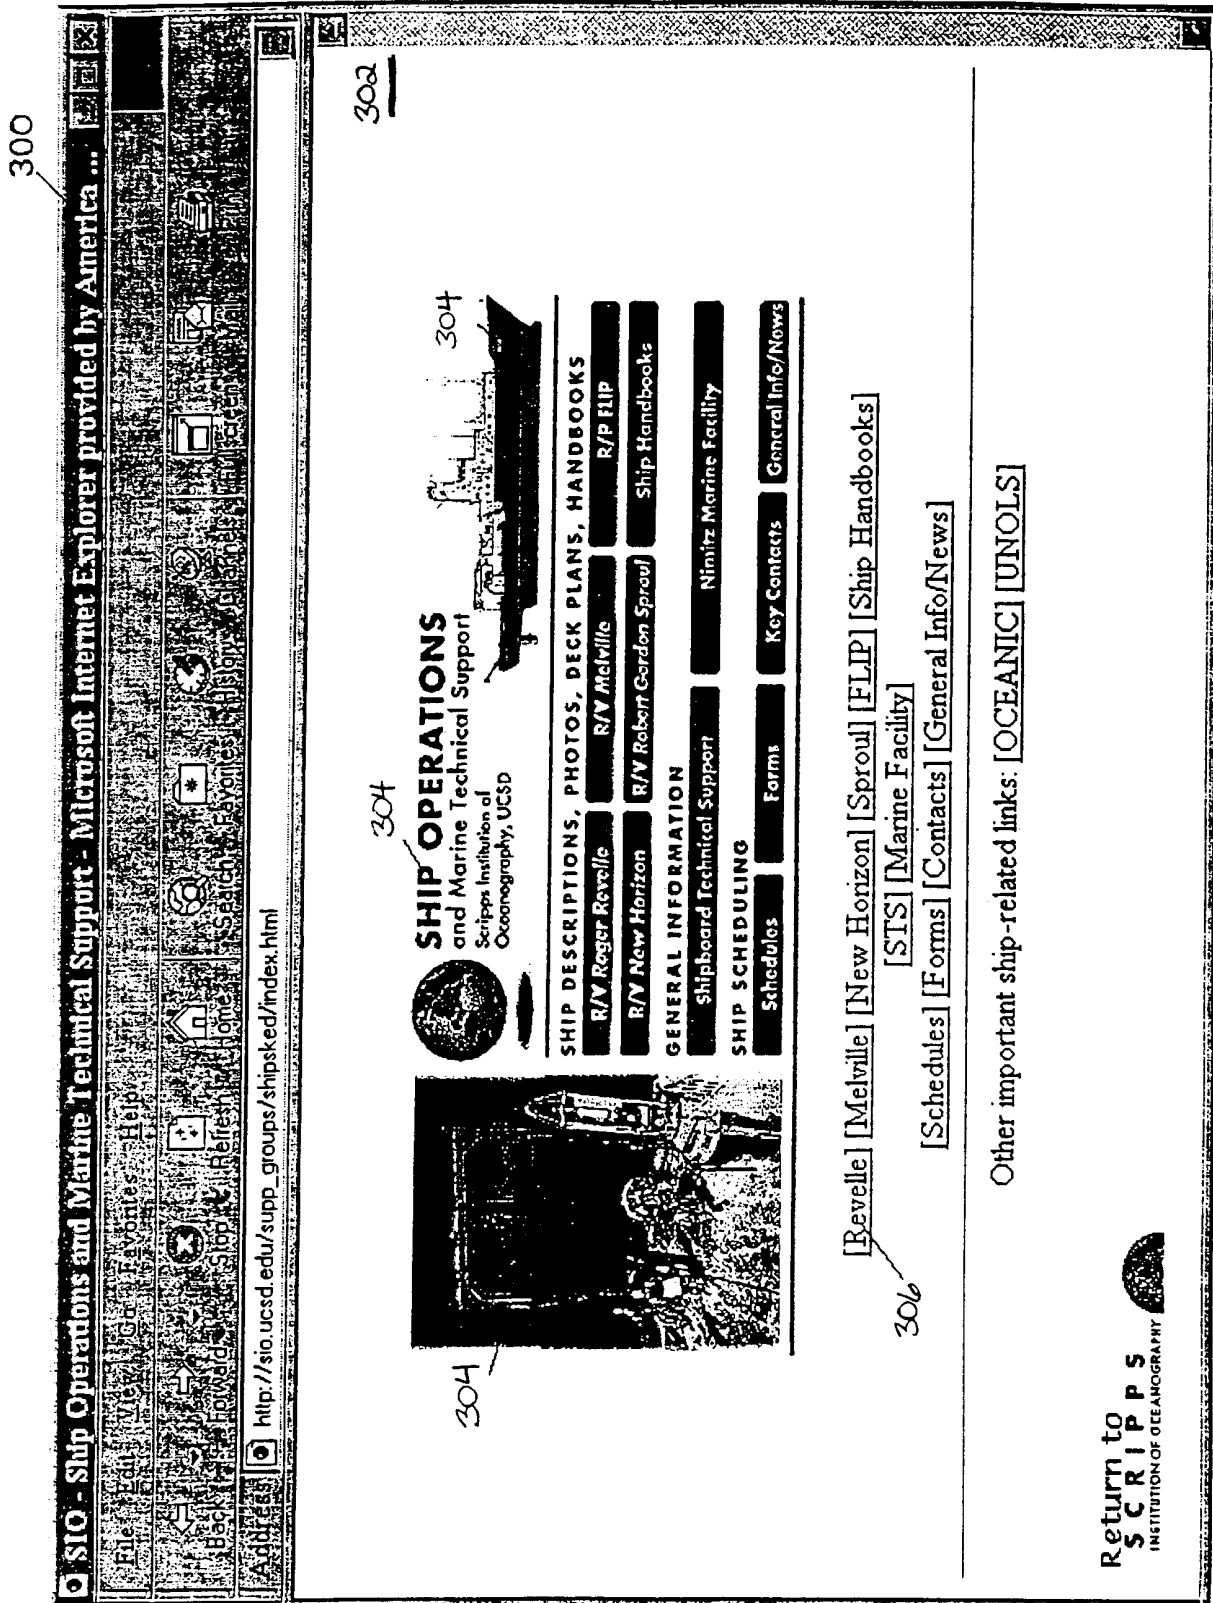 300
SIO - Ship Operations and Marine Technical Support - Microsoft Internet Explorer provided by America ...
File Edit View Go Favorites Help
Back Forward Stop Refresh Home Search Favorites History Channels Fullscreen Mail
Address http://sio.ucsd.edu/supp_groups/shipsked/index.html
302
304
304
304
SHIP OPERATIONS
and Marine Technical Support
Scripps Institution of
Oceanography, UCSD
SHIP DESCRIPTIONS, PHOTOS, DECK PLANS, HANDBOOKS
R/V Roger Revelle R/V Melville R/P FLIP
R/V New Horizon R/V Robert Gordon Sproul Ship Handbooks
GENERAL INFORMATION
Shipboard Technical Support Nimitz Marine Facility
SHIP SCHEDULING
Schedules Forms Key Contacts General Info/News
[Revelle] [Melville] [New Horizon] [Sproul] [FLIP] [Ship Handbooks]
[STS] [Marine Facility]
[Schedules] [Forms] [Contacts] [General Info/News]
306
Other important ship-related links: [OCEANIC] [UNOLS]
Return to
SCRIPPS
INSTITUTION OF OCEANOGRAPHY